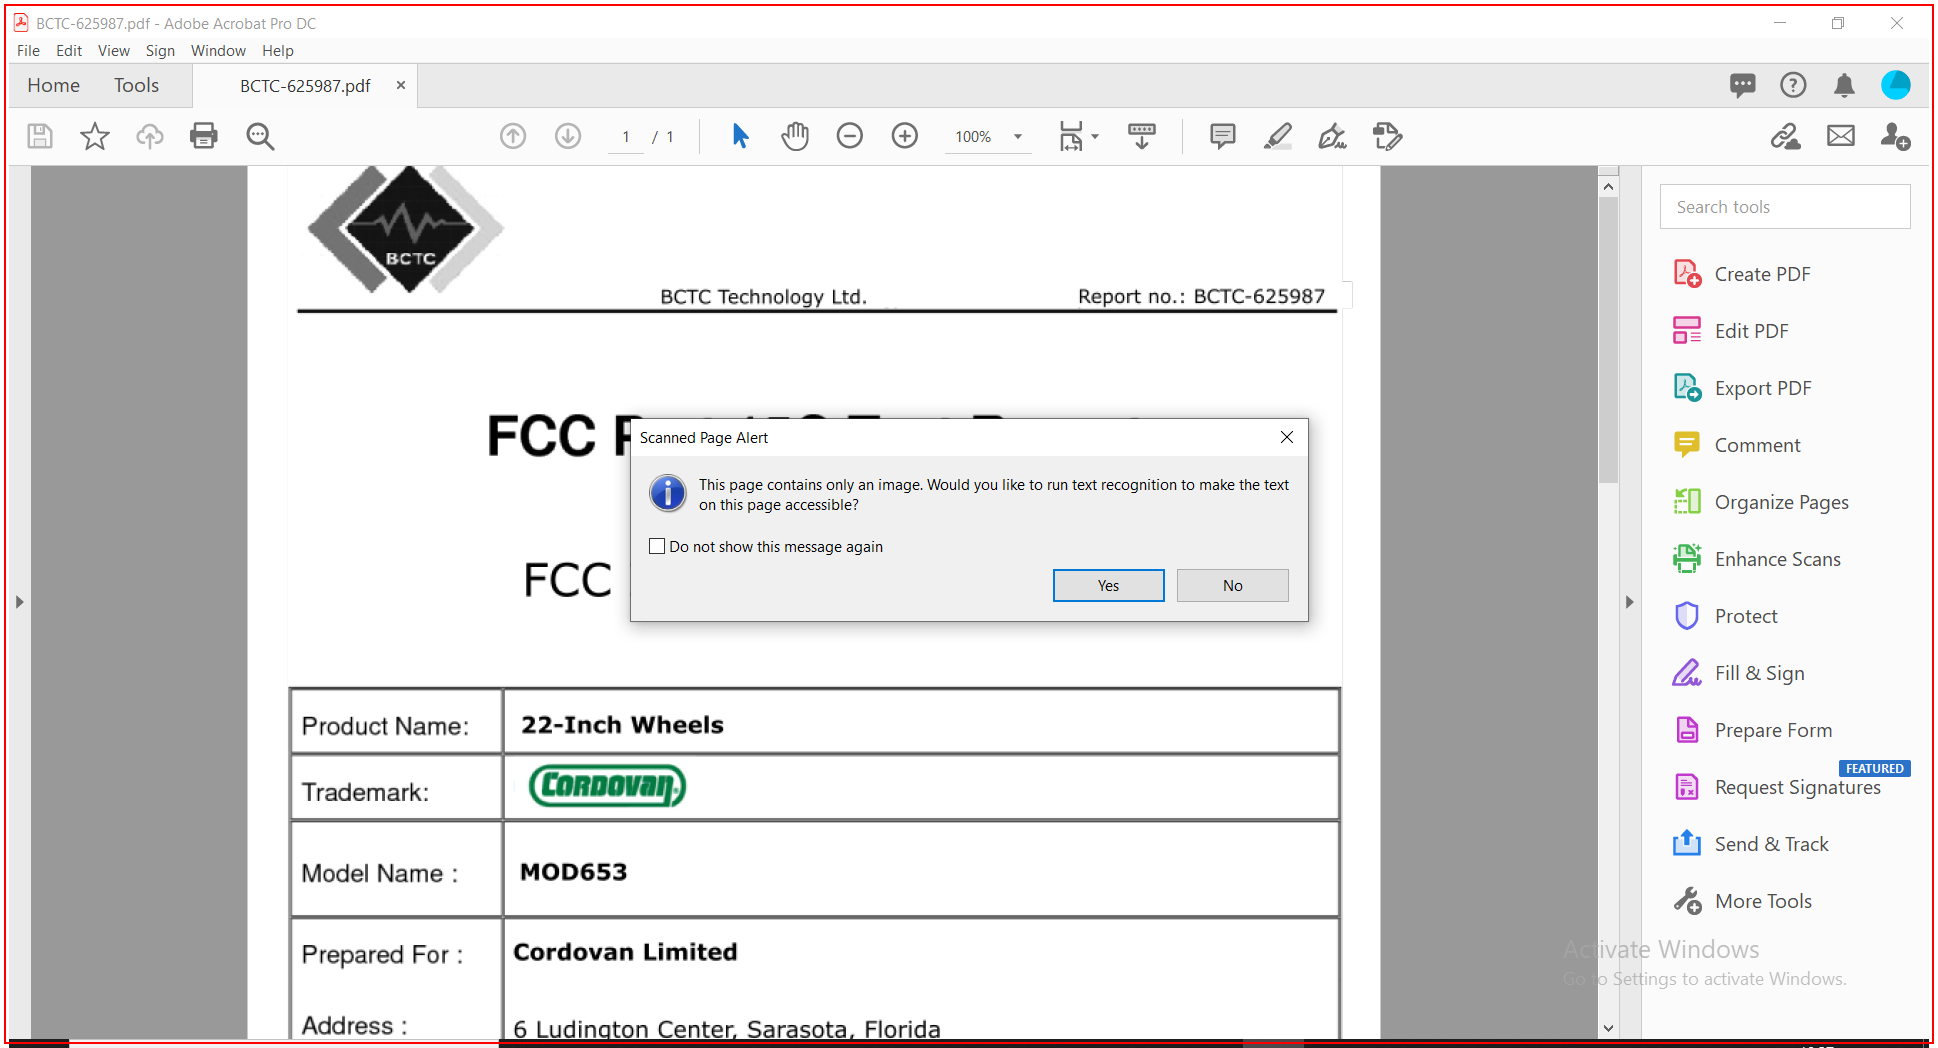 BCTC-625987.pdf - Adobe Acrobat Pro DC
File Edit View Sign Window Help
Home Tools BCTC-625987.pdf ×
1 / 1 100%
BCTC
BCTC Technology Ltd. Report no.: BCTC-625987
FCC
Scanned Page Alert
This page contains only an image. Would you like to run text recognition to make the text
on this page accessible?
Do not show this message again
Yes No
FCC
Product Name: 22-Inch Wheels
Trademark: CORDOVAN
Model Name : MOD653
Prepared For : Cordovan Limited
Address : 6 Ludington Center, Sarasota, Florida
Search tools
Create PDF
Edit PDF
Export PDF
Comment
Organize Pages
Enhance Scans
Protect
Fill & Sign
Prepare Form
FEATURED
Request Signatures
Send & Track
More Tools
Activate Windows
Go to Settings to activate Windows.